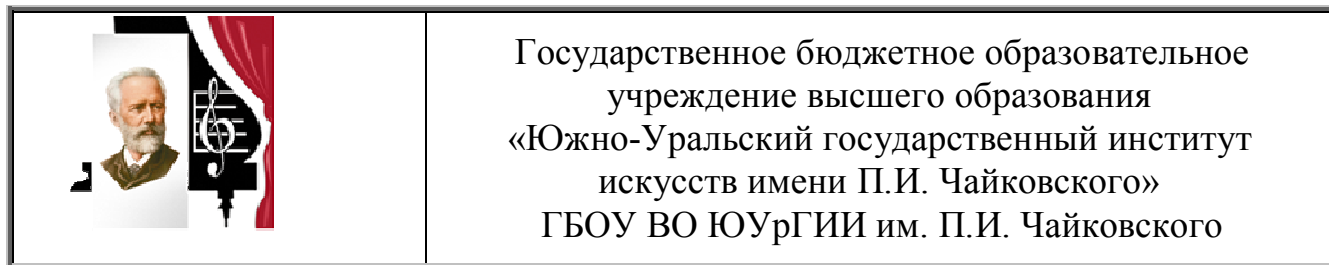 Государственное бюджетное образовательное
учреждение высшего образования
«Южно-Уральский государственный институт
искусств имени П.И. Чайковского»
ГБОУ ВО ЮУрГИИ им. П.И. Чайковского